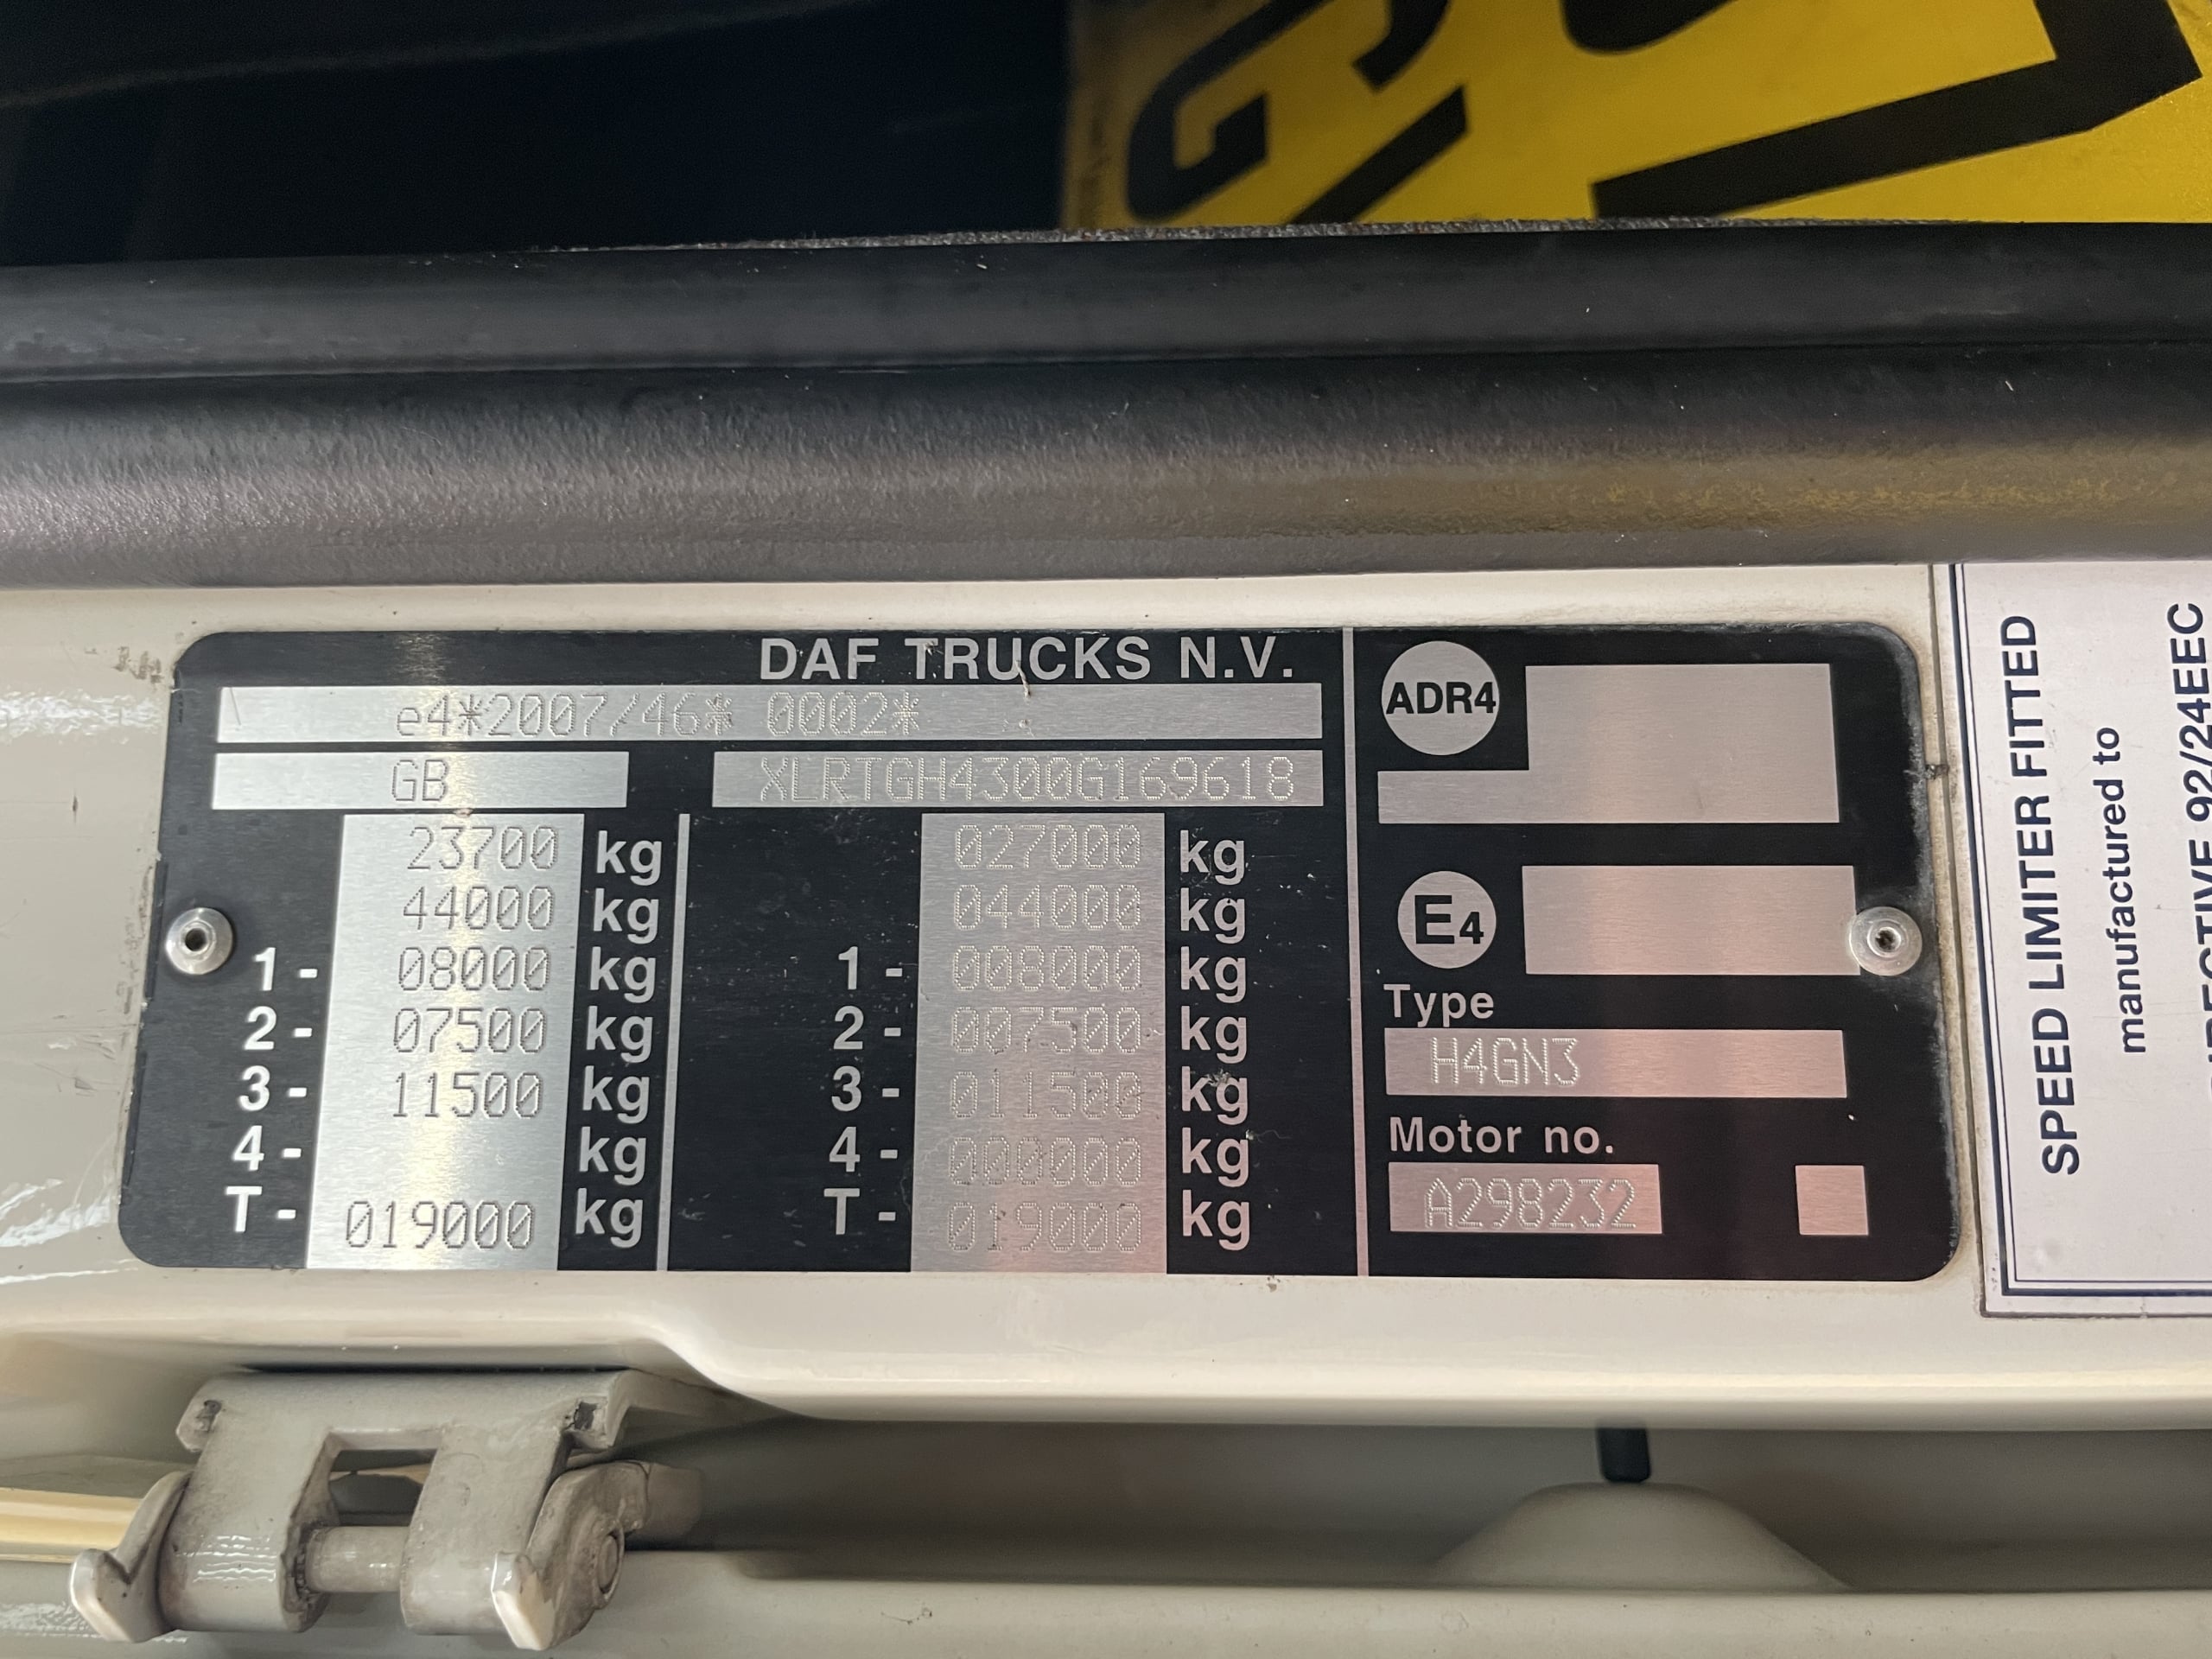 DAF TRUCKS N.V.
e4*2007/46* 0002*
GB XLRTGH4300G169618
23700 kg 027000 kg
44000 kg 044000 kg
1 - 08000 kg 1 - 008000 kg
2 - 07500 kg 2 - 007500 kg
3 - 11500 kg 3 - 011500 kg
4 - kg 4 - 000000 kg
T - 019000 kg T - 019000 kg
ADR4
E4
Type
H4GN3
Motor no.
A298232
SPEED LIMITER FITTED
manufactured to
92/24EEC